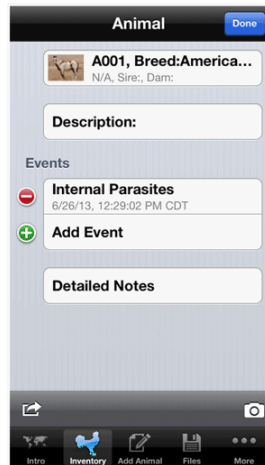 Animal
Done
A001, Breed:America...
N/A, Sire:, Dam:
Description:
Events
Internal Parasites
6/26/13, 12:29:02 PM CDT
Add Event
Detailed Notes
Intro Inventory Add Animal Files More